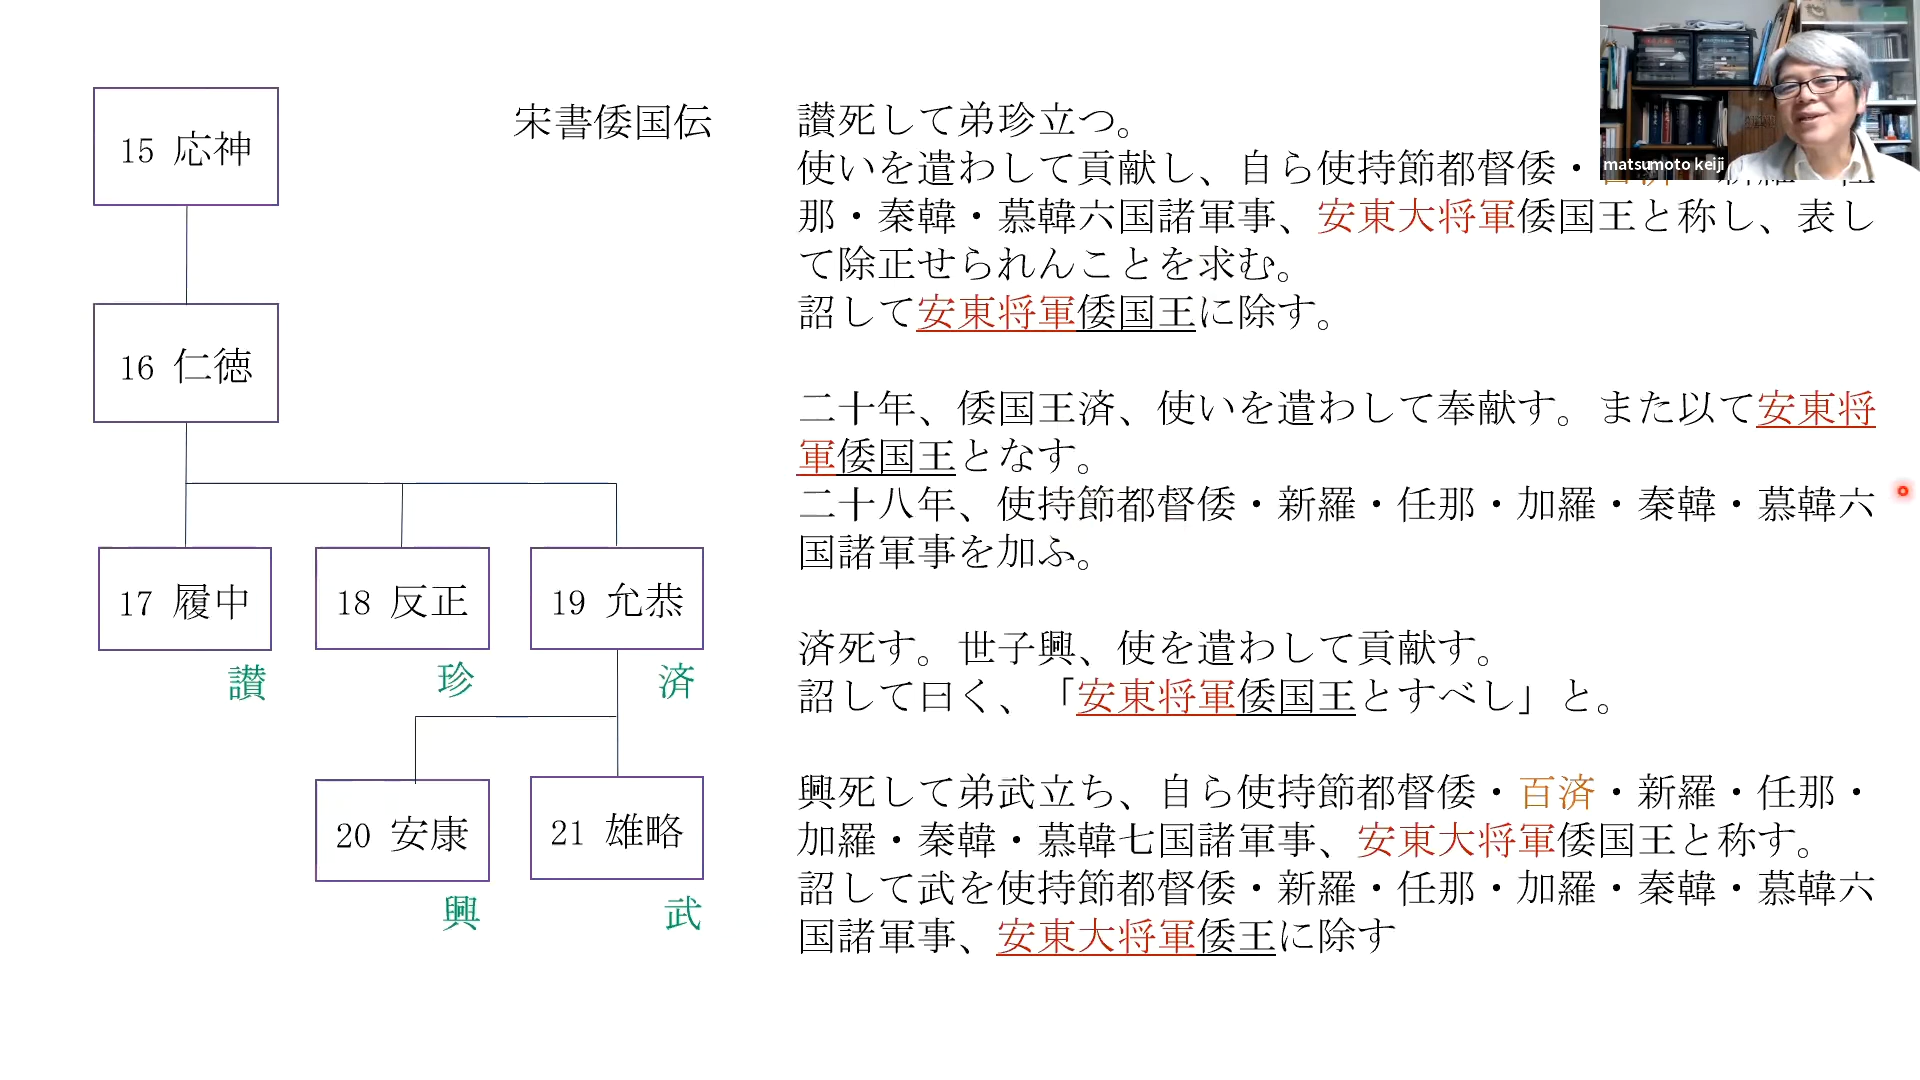 15 応神
16 仁徳
17 履中
18 反正
19 允恭
讃
珍
済
20 安康
21 雄略
興
武
宋書倭国伝
讃死して弟珍立つ。
使いを遣わして貢献し、自ら使持節都督倭・
那・秦韓・慕韓六国諸軍事、安東大将軍倭国王と称し、表し
て除正せられんことを求む。
詔して安東将軍倭国王に除す。
二十年、倭国王済、使いを遣わして奉献す。また以て安東将
軍倭国王となす。
二十八年、使持節都督倭・新羅・任那・加羅・秦韓・慕韓六
国諸軍事を加ふ。
済死す。世子興、使を遣わして貢献す。
詔して曰く、「安東将軍倭国王とすべし」と。
興死して弟武立ち、自ら使持節都督倭・百済・新羅・任那・
加羅・秦韓・慕韓七国諸軍事、安東大将軍倭国王と称す。
詔して武を使持節都督倭・新羅・任那・加羅・秦韓・慕韓六
国諸軍事、安東大将軍倭王に除す
matsumoto keiji